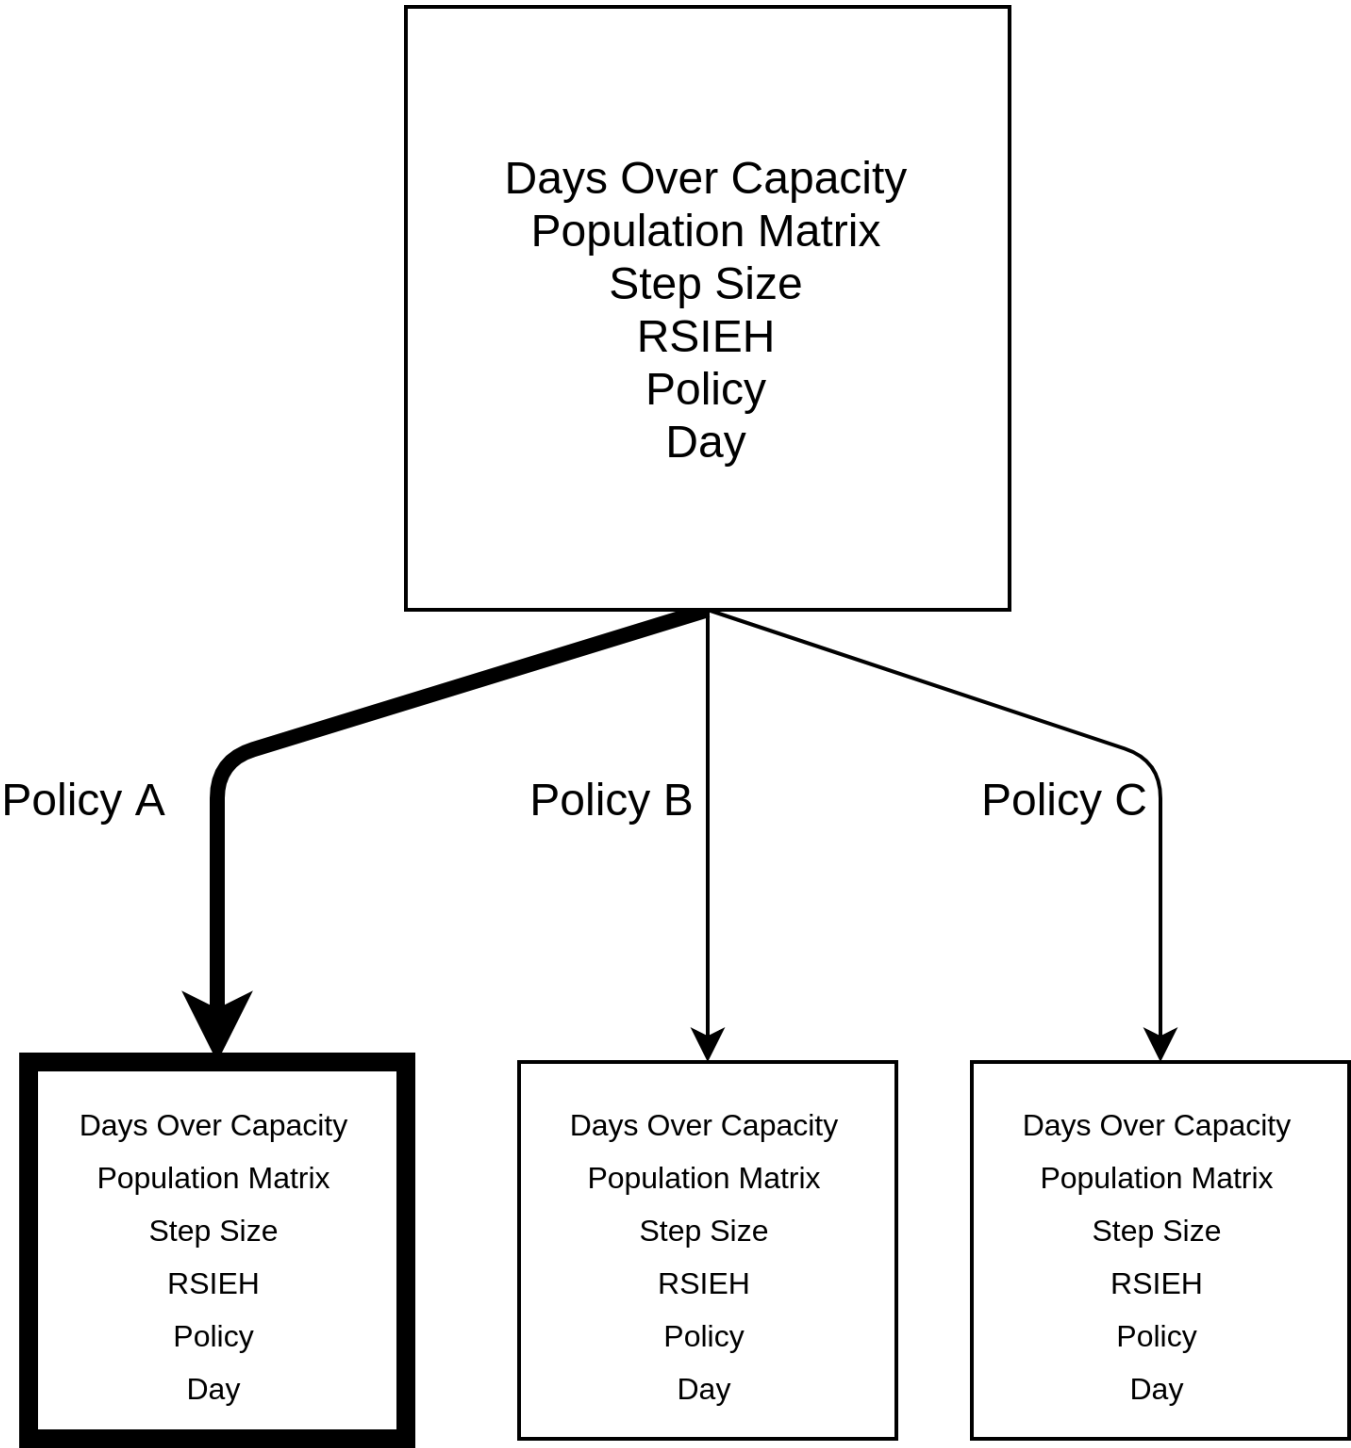 Days Over Capacity
Population Matrix
Step Size
RSIEH
Policy
Day
Policy A
Policy B
Policy C
Days Over Capacity
Population Matrix
Step Size
RSIEH
Policy
Day
Days Over Capacity
Population Matrix
Step Size
RSIEH
Policy
Day
Days Over Capacity
Population Matrix
Step Size
RSIEH
Policy
Day